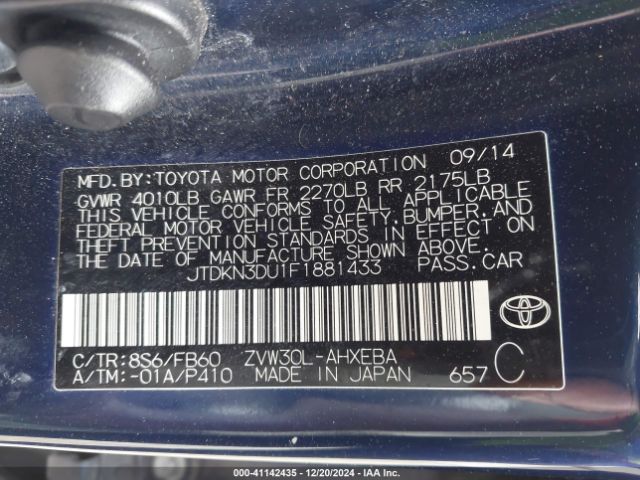 MFD. BY: TOYOTA MOTOR CORPORATION 09/14
GVWR 4010LB GAWR FR 2270LB RR 2175LB
THIS VEHICLE CONFORMS TO ALL APPLICABLE
FEDERAL MOTOR VEHICLE SAFETY, BUMPER, AND
THEFT PREVENTION STANDARDS IN EFFECT ON
THE DATE OF MANUFACTURE SHOWN ABOVE.
JTDKN3DU1F1881433 PASS. CAR
C/TR: 8S6/FB60 ZVW30L-AHXEBA
A/TM: -01A/P410 MADE IN JAPAN 657 C
000-41142435 - 12/20/2024 - IAA Inc.